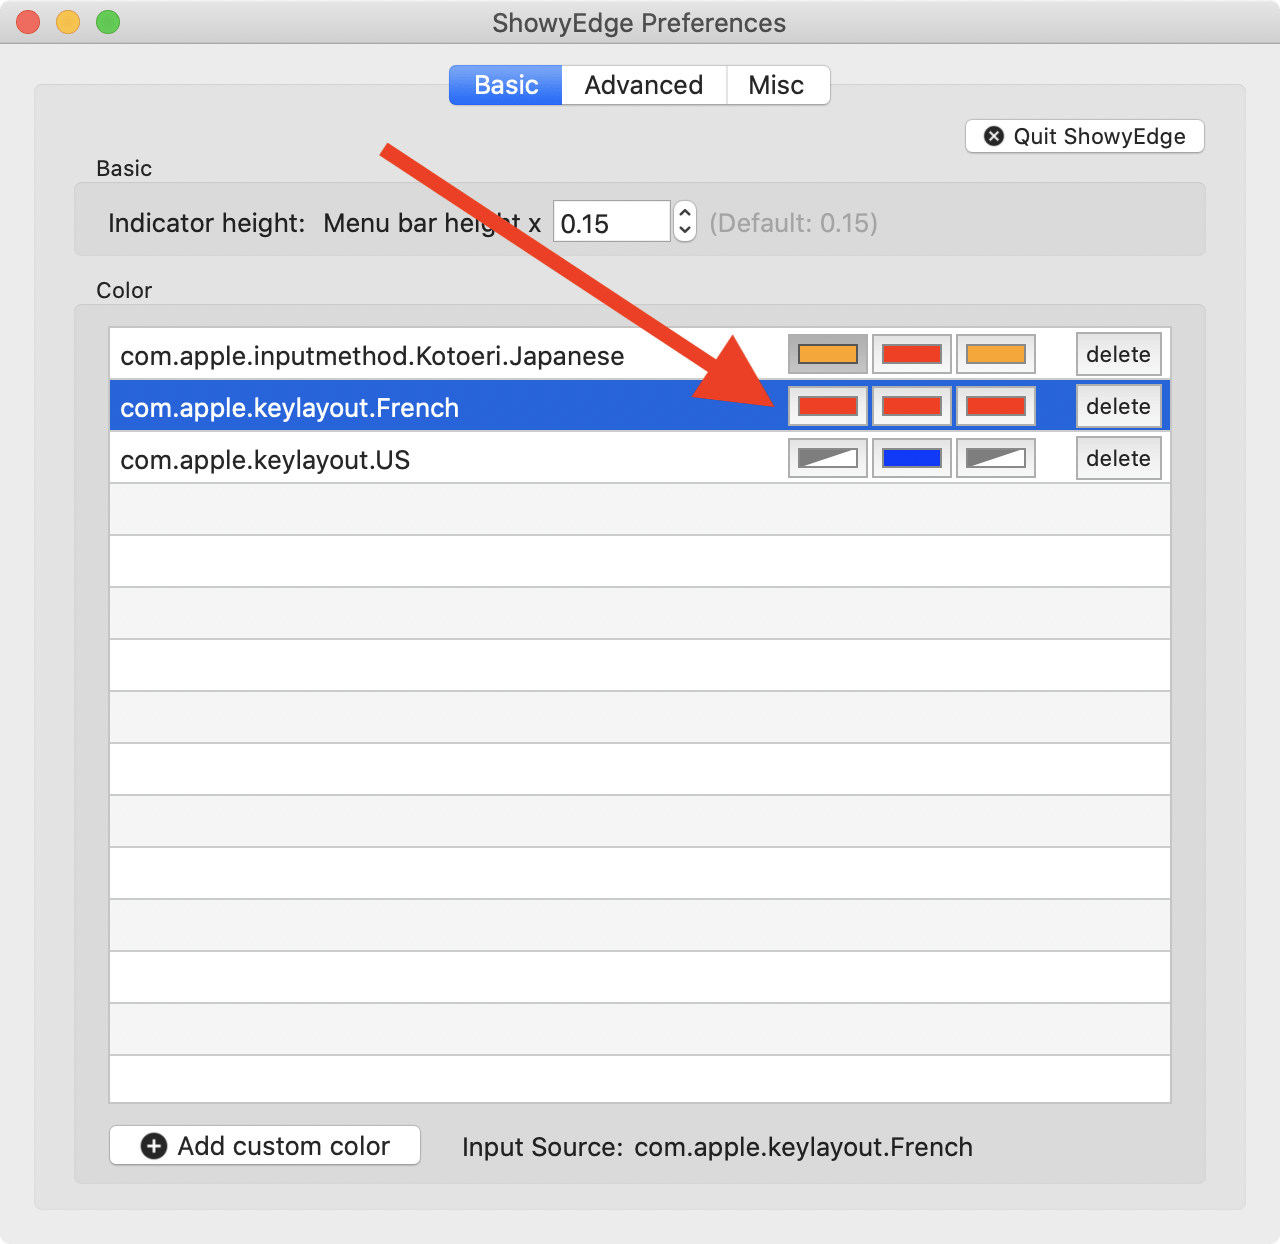 ShowyEdge Preferences
Basic Advanced Misc
Quit ShowyEdge
Basic
Indicator height: Menu bar height x 0.15 (Default: 0.15)
Color
com.apple.inputmethod.Kotoeri.Japanese delete
com.apple.keylayout.French delete
com.apple.keylayout.US delete
Add custom color Input Source: com.apple.keylayout.French